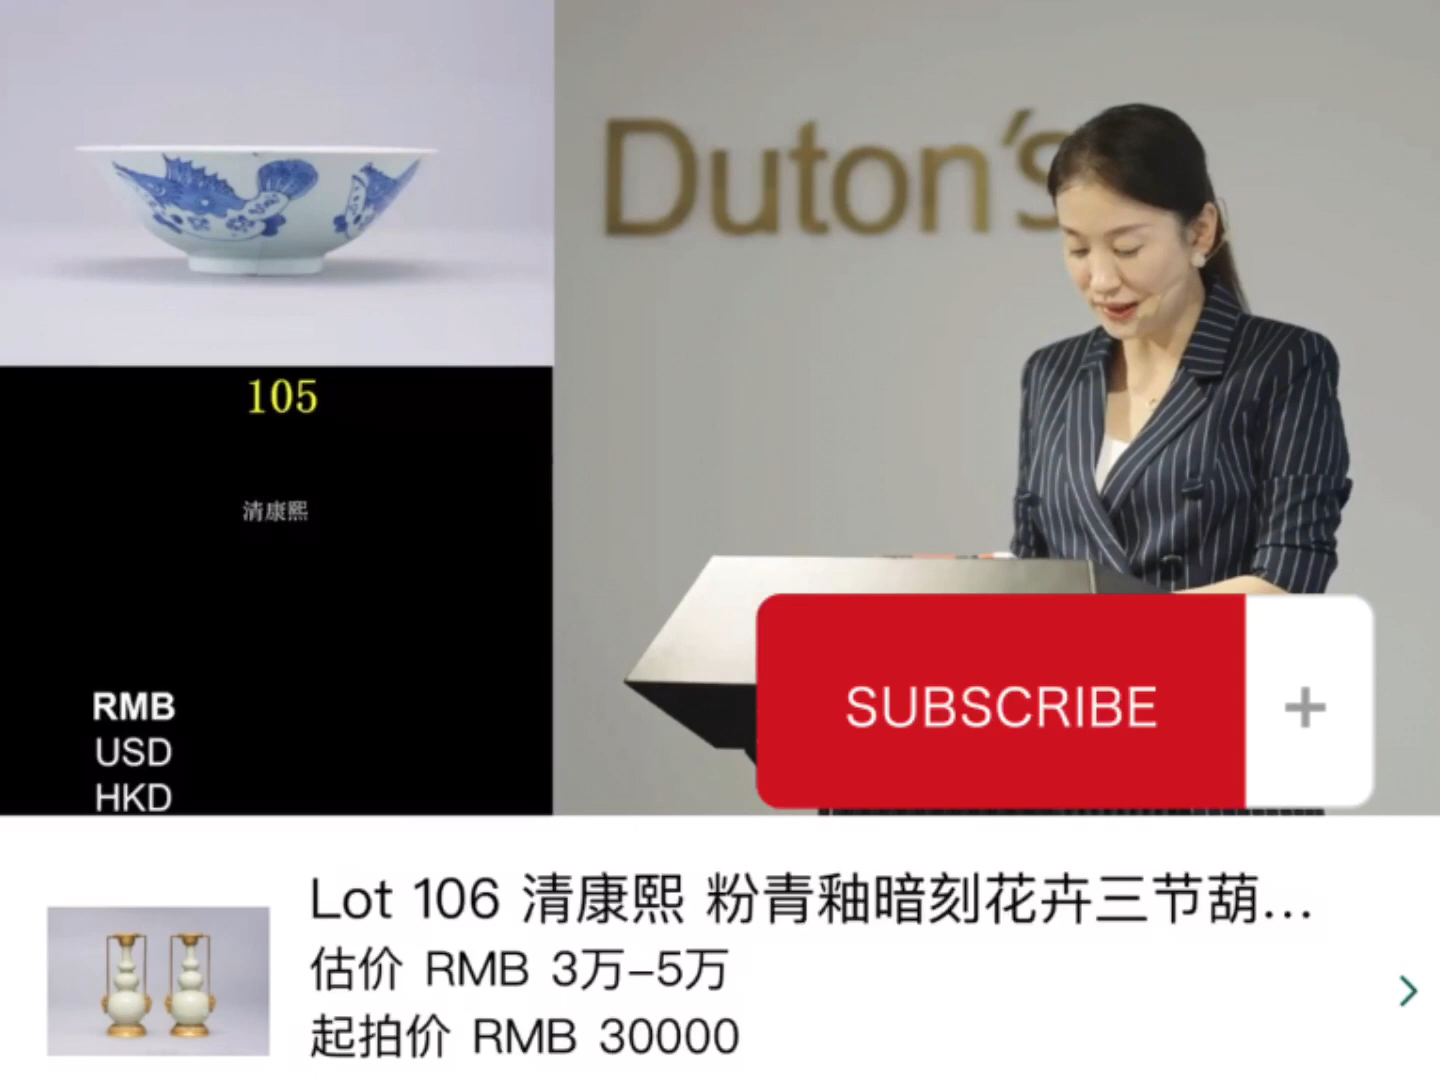 Duton's
105
清康熙
RMB
USD
HKD
SUBSCRIBE +
Lot 106 清康熙 粉青釉暗刻花卉三节葫...
估价 RMB 3万-5万
起拍价 RMB 30000